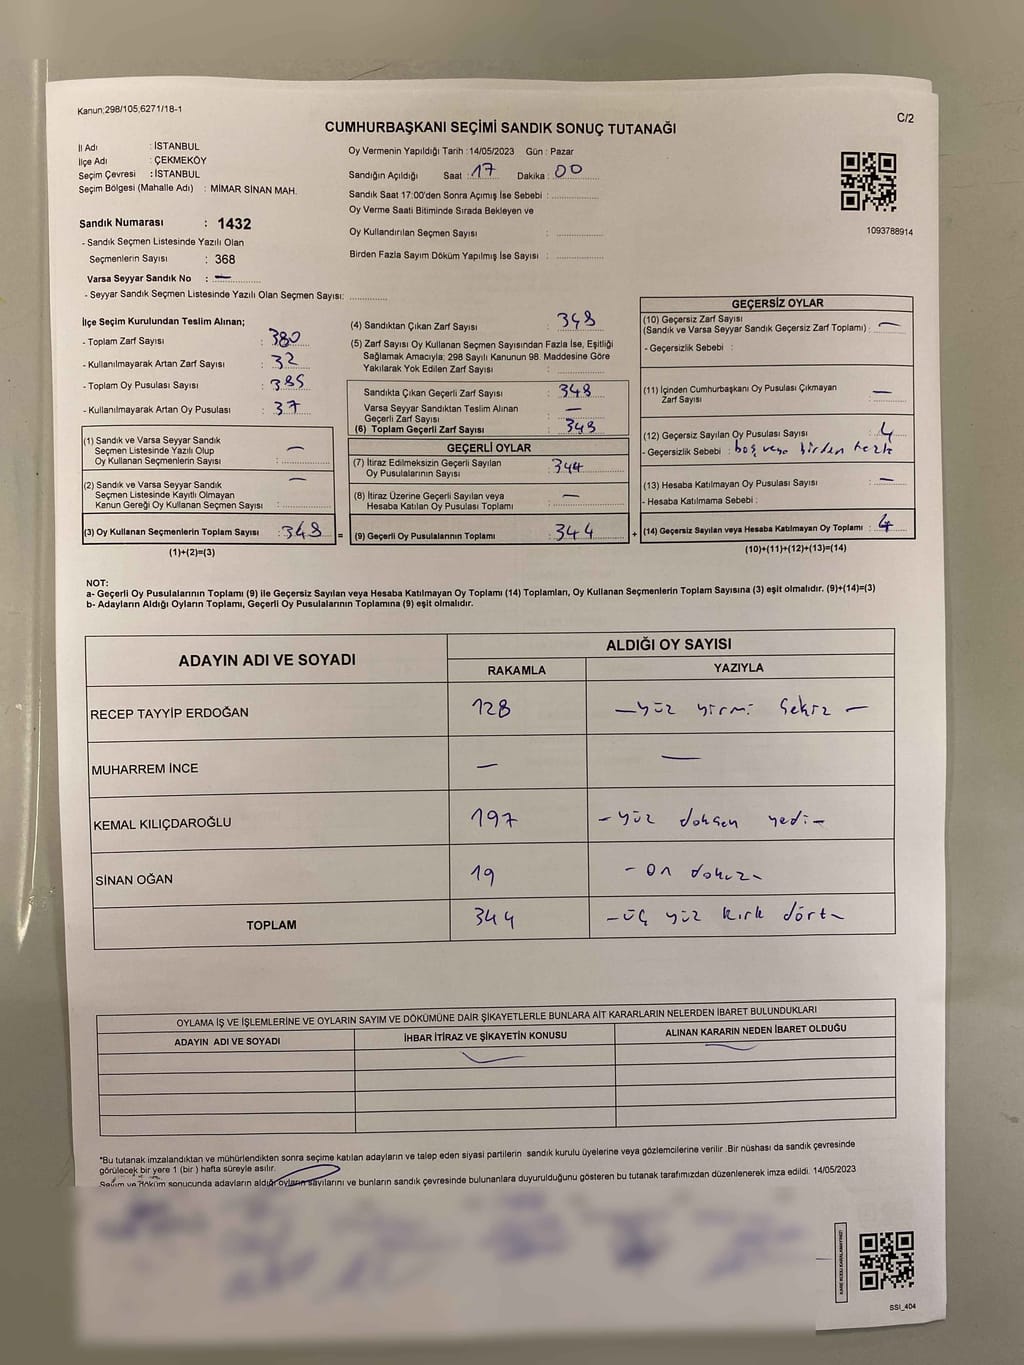 Kanun;298/105,6271/18-1
C/2
CUMHURBAŞKANI SEÇİMİ SANDIK SONUÇ TUTANAĞI
İl Adı : İSTANBUL
İlçe Adı : ÇEKMEKÖY
Seçim Çevresi : İSTANBUL
Seçim Bölgesi (Mahalle Adı) : MİMAR SİNAN MAH.
Oy Vermenin Yapıldığı Tarih :14/05/2023 Gün : Pazar
Sandığın Açıldığı Saat : 17 Dakika : 00
Sandık Saat 17:00'den Sonra Açımış İse Sebebi :
Oy Verme Saati Bitiminde Sırada Bekleyen ve
Oy Kullandırılan Seçmen Sayısı :
Birden Fazla Sayım Döküm Yapılmış İse Sayısı :
1093788914
Sandık Numarası : 1432
- Sandık Seçmen Listesinde Yazılı Olan
Seçmenlerin Sayısı : 368
Varsa Seyyar Sandık No : —
- Seyyar Sandık Seçmen Listesinde Yazılı Olan Seçmen Sayısı:
İlçe Seçim Kurulundan Teslim Alınan;
- Toplam Zarf Sayısı : 380
- Kullanılmayarak Artan Zarf Sayısı : 32
- Toplam Oy Pusulası Sayısı : 385
- Kullanılmayarak Artan Oy Pusulası : 37
(1) Sandık ve Varsa Seyyar Sandık
Seçmen Listesinde Yazılı Olup
Oy Kullanan Seçmenlerin Sayısı : —
(2) Sandık ve Varsa Seyyar Sandık
Seçmen Listesinde Kayıtlı Olmayan
Kanun Gereği Oy Kullanan Seçmen Sayısı : —
(3) Oy Kullanan Seçmenlerin Toplam Sayısı : 348
(1)+(2)=(3)
(4) Sandıktan Çıkan Zarf Sayısı : 348
(5) Zarf Sayısı Oy Kullanan Seçmen Sayısından Fazla İse, Eşitliği
Sağlamak Amacıyla; 298 Sayılı Kanunun 98. Maddesine Göre
Yakılarak Yok Edilen Zarf Sayısı :
Sandıkta Çıkan Geçerli Zarf Sayısı : 348
Varsa Seyyar Sandıktan Teslim Alınan
Geçerli Zarf Sayısı : —
(6) Toplam Geçerli Zarf Sayısı : 348
GEÇERLİ OYLAR
(7) İtiraz Edilmeksizin Geçerli Sayılan
Oy Pusulasının Sayısı : 344
(8) İtiraz Üzerine Geçerli Sayılan veya
Hesaba Katılan Oy Pusulası Toplamı : —
= (9) Geçerli Oy Pusulalarının Toplamı : 344
GEÇERSİZ OYLAR
(10) Geçersiz Zarf Sayısı
(Sandık ve Varsa Seyyar Sandık Geçersiz Zarf Toplamı) : —
- Geçersizlik Sebebi :
(11) İçinden Cumhurbaşkanı Oy Pusulası Çıkmayan
Zarf Sayısı : —
(12) Geçersiz Sayılan Oy Pusulası Sayısı : 4
- Geçersizlik Sebebi : boş veya birden fazla
(13) Hesaba Katılmayan Oy Pusulası Sayısı : —
- Hesaba Katılmama Sebebi :
+ (14) Geçersiz Sayılan veya Hesaba Katılmayan Oy Toplamı : 4
(10)+(11)+(12)+(13)=(14)
NOT:
a- Geçerli Oy Pusulalarının Toplamı (9) ile Geçersiz Sayılan veya Hesaba Katılmayan Oy Toplamı (14) Toplamları, Oy Kullanan Seçmenlerin Toplam Sayısına (3) eşit olmalıdır. (9)+(14)=(3)
b- Adayların Aldığı Oyların Toplamı, Geçerli Oy Pusulalarının Toplamına (9) eşit olmalıdır.
ADAYIN ADI VE SOYADI
ALDIĞI OY SAYISI
RAKAMLA YAZIYLA
RECEP TAYYİP ERDOĞAN 128 — yüz yirmi sekiz —
MUHARREM İNCE — —
KEMAL KILIÇDAROĞLU 197 - yüz doksan yedi -
SİNAN OĞAN 19 - on dokuz -
TOPLAM 344 - üç yüz kırk dört -
OYLAMA İŞ VE İŞLEMLERİNE VE OYLARIN SAYIM VE DÖKÜMÜNE DAİR ŞİKAYETLERLE BUNLARA AİT KARARLARIN NELERDEN İBARET BULUNDUKLARI
ADAYIN ADI VE SOYADI İHBAR İTİRAZ VE ŞİKAYETİN KONUSU ALINAN KARARIN NEDEN İBARET OLDUĞU
*Bu tutanak imzalandıktan ve mühürlendikten sonra seçime katılan adayların ve talep eden siyasi partilerin sandık kurulu üyelerine veya gözlemcilerine verilir .Bir nüshası da sandık çevresinde
görülecek bir yere 1 (bir ) hafta süreyle asılır.
Sayım ve döküm sonucunda adayların aldığı oyların sayılarını ve bunların sandık çevresinde bulunanlara duyurulduğunu gösteren bu tutanak tarafımızdan düzenlenerek imza edildi. 14/05/2023
KARE KODU KARALAMAYINIZ!
SSI_404